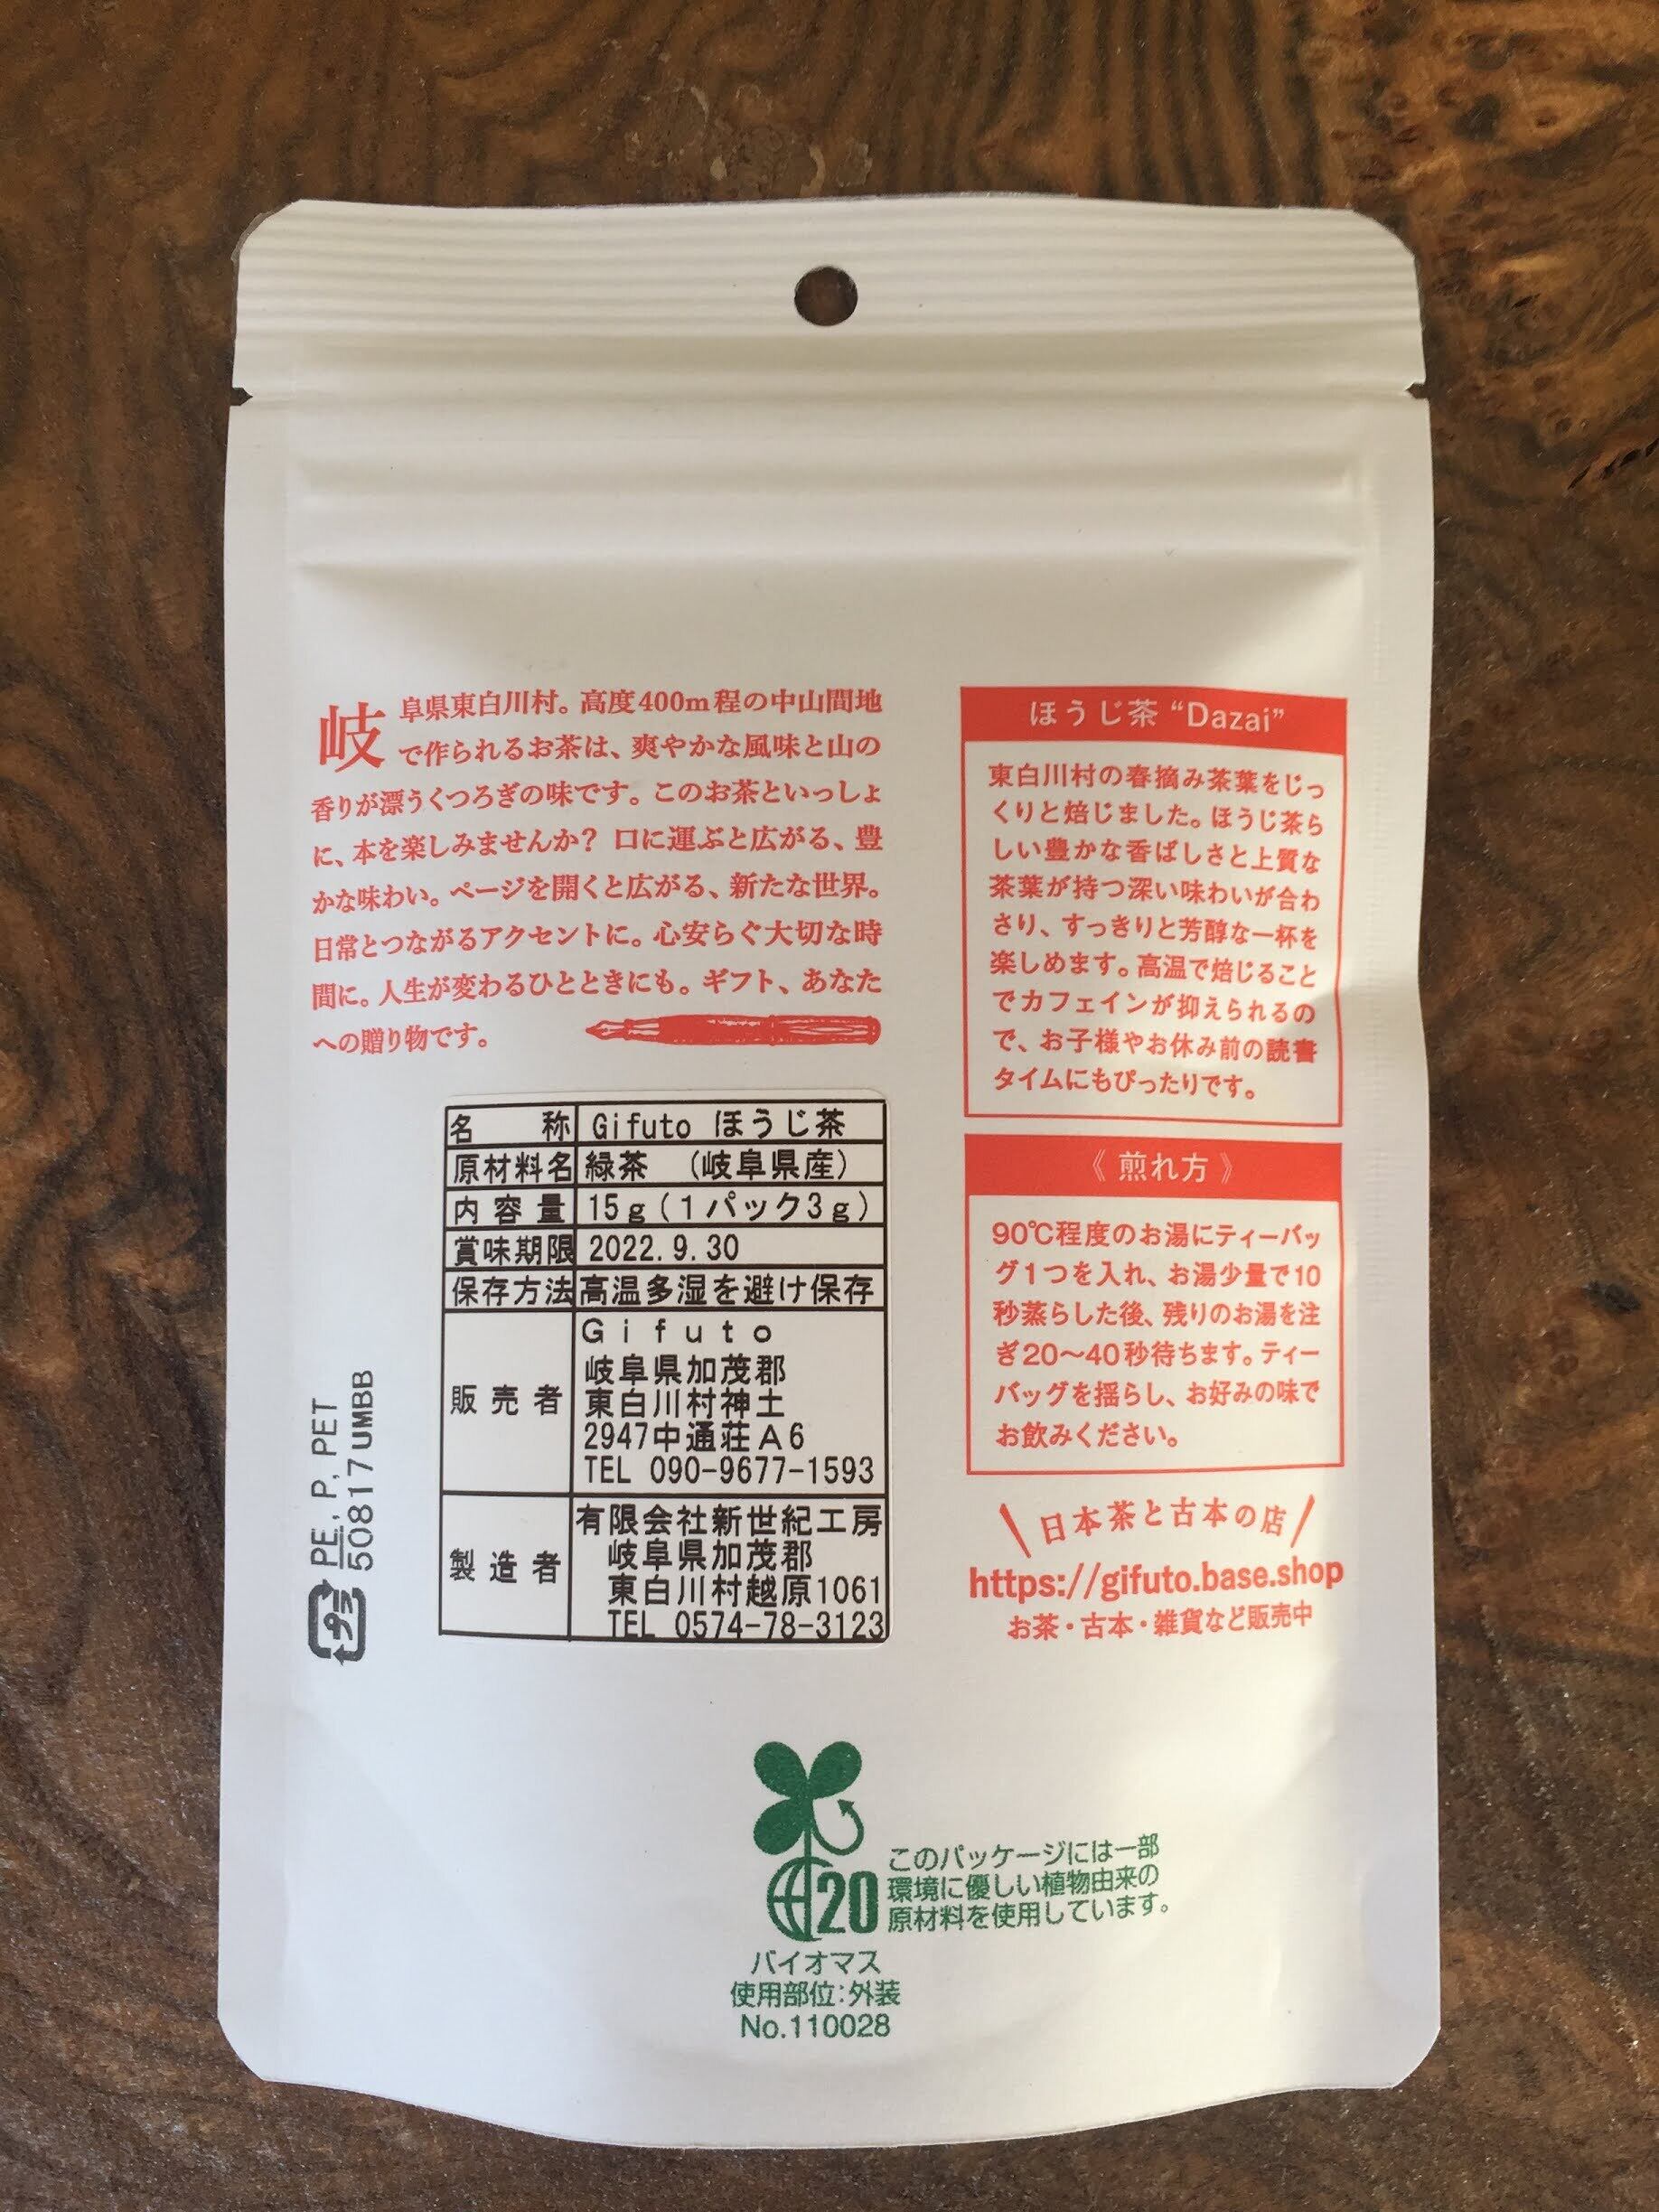 岐阜県東白川村。高度400m程の中山間地
で作られるお茶は、爽やかな風味と山の
香りが漂うくつろぎの味です。このお茶といっしょ
に、本を楽しみませんか？ 口に運ぶと広がる、豊
かな味わい。ページを開くと広がる、新たな世界。
日常とつながるアクセントに。心安らぐ大切な時
間に。人生が変わるひとときにも。ギフト、あなた
への贈り物です。
名　称 Gifuto ほうじ茶
原材料名 緑茶　（岐阜県産）
内容量 15g（1パック3g）
賞味期限 2022.9.30
保存方法 高温多湿を避け保存
販売者
Gifuto
岐阜県加茂郡
東白川村神土
2947中通荘A6
TEL 090-9677-1593
製造者
有限会社新世紀工房
岐阜県加茂郡
東白川村越原1061
TEL 0574-78-3123
プラ PE, P, PET
50817UMBB
ほうじ茶 “Dazai”
東白川村の春摘み茶葉をじっ
くりと焙じました。ほうじ茶ら
しい豊かな香ばしさと上質な
茶葉が持つ深い味わいが合わ
さり、すっきりと芳醇な一杯を
楽しめます。高温で焙じること
でカフェインが抑えられるの
で、お子様やお休み前の読書
タイムにもぴったりです。
《 煎れ方 》
90℃程度のお湯にティーバッ
グ1つを入れ、お湯少量で10
秒蒸らした後、残りのお湯を注
ぎ20〜40秒待ちます。ティー
バッグを揺らし、お好みの味で
お飲みください。
\ 日本茶と古本の店 /
https://gifuto.base.shop
お茶・古本・雑貨など販売中
20
このパッケージには一部
環境に優しい植物由来の
原材料を使用しています。
バイオマス
使用部位：外装
No.110028